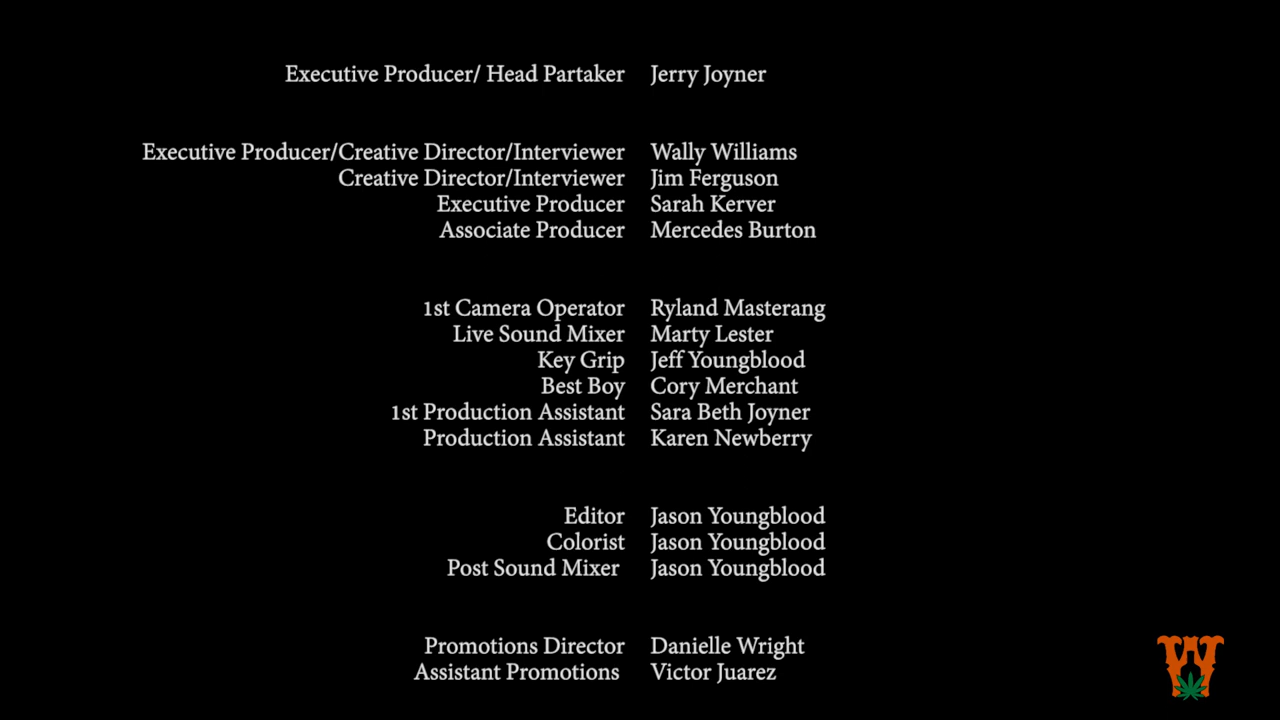 Executive Producer/ Head Partaker Jerry Joyner
Executive Producer/Creative Director/Interviewer Wally Williams
Creative Director/Interviewer Jim Ferguson
Executive Producer Sarah Kerver
Associate Producer Mercedes Burton
1st Camera Operator Ryland Masterang
Live Sound Mixer Marty Lester
Key Grip Jeff Youngblood
Best Boy Cory Merchant
1st Production Assistant Sara Beth Joyner
Production Assistant Karen Newberry
Editor Jason Youngblood
Colorist Jason Youngblood
Post Sound Mixer Jason Youngblood
Promotions Director Danielle Wright
Assistant Promotions Victor Juarez
W